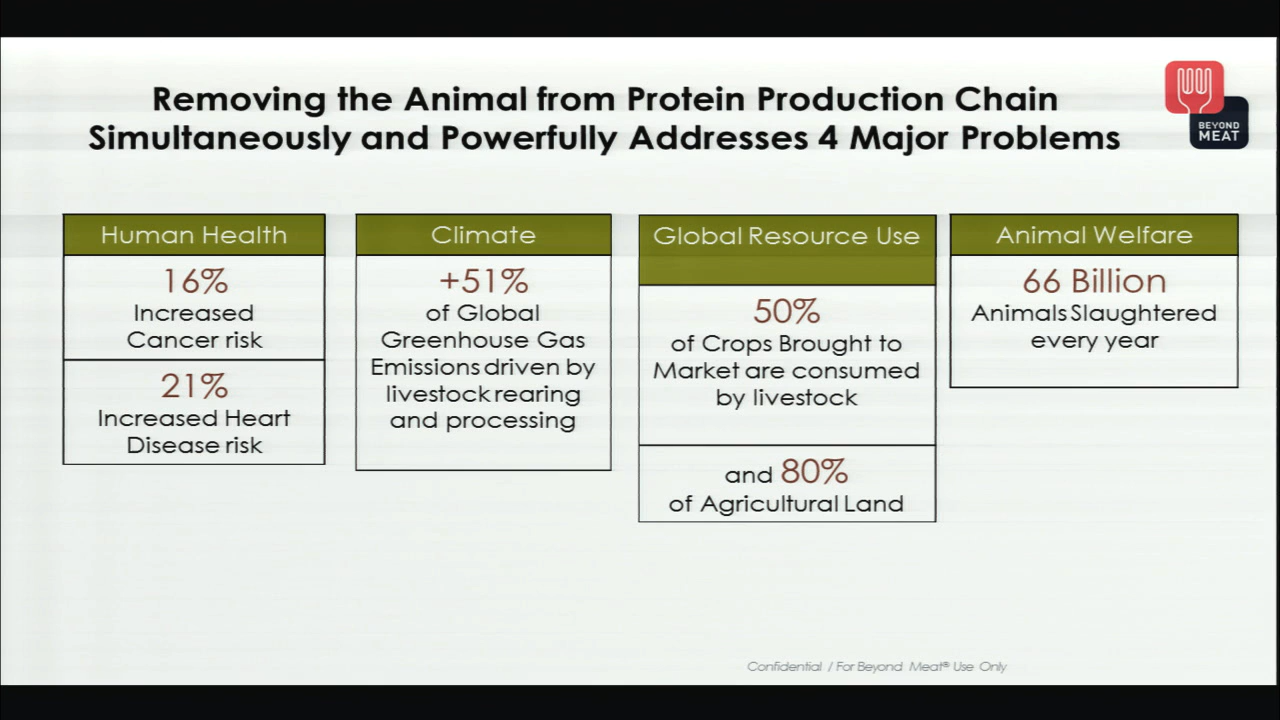 Removing the Animal from Protein Production Chain
Simultaneously and Powerfully Addresses 4 Major Problems
BEYOND
MEAT
Human Health
16%
Increased
Cancer risk
21%
Increased Heart
Disease risk
Climate
+51%
of Global
Greenhouse Gas
Emissions driven by
livestock rearing
and processing
Global Resource Use
50%
of Crops Brought to
Market are consumed
by livestock
and 80%
of Agricultural Land
Animal Welfare
66 Billion
Animals Slaughtered
every year
Confidential / For Beyond Meat® Use Only